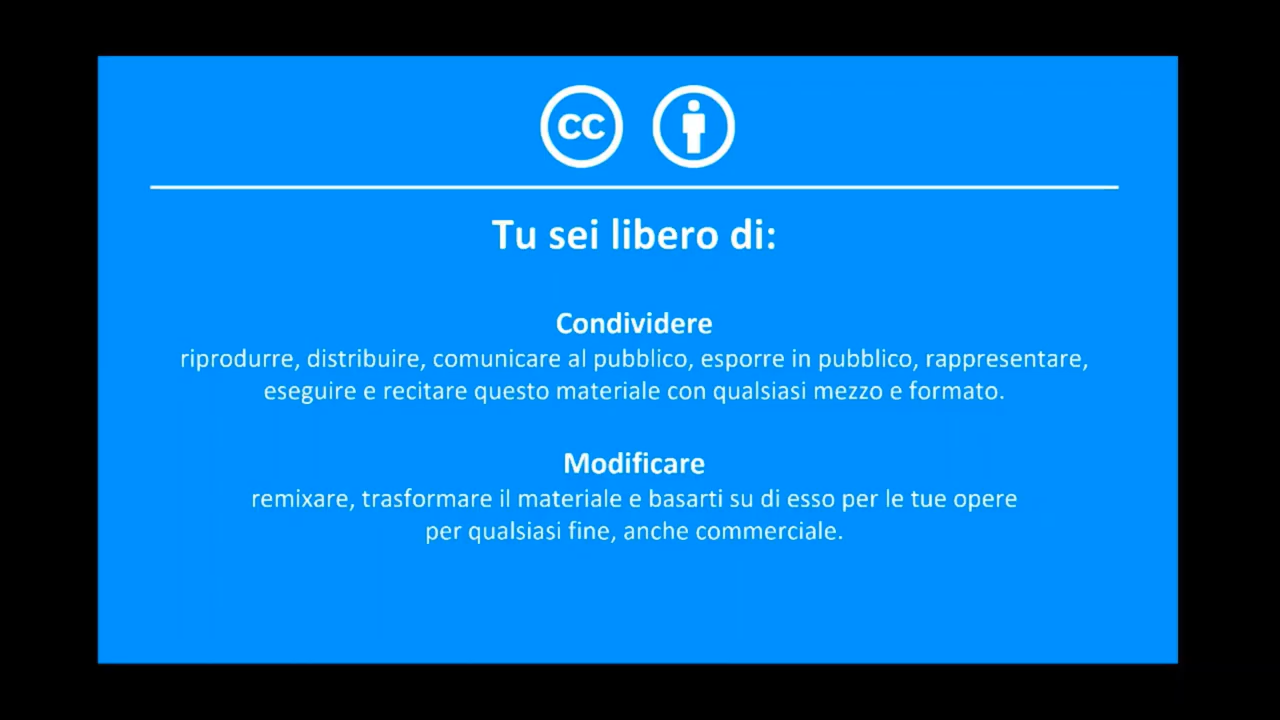 CC
Tu sei libero di:
Condividere
riprodurre, distribuire, comunicare al pubblico, esporre in pubblico, rappresentare,
eseguire e recitare questo materiale con qualsiasi mezzo e formato.
Modificare
remixare, trasformare il materiale e basarti su di esso per le tue opere
per qualsiasi fine, anche commerciale.